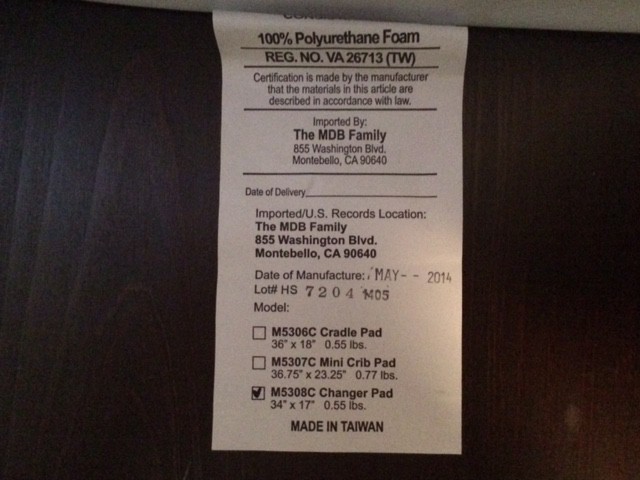 100% Polyurethane Foam
REG. NO. VA 26713 (TW)
Certification is made by the manufacturer
that the materials in this article are
described in accordance with law.
Imported By:
The MDB Family
855 Washington Blvd.
Montebello, CA 90640
Date of Delivery
Imported/U.S. Records Location:
The MDB Family
855 Washington Blvd.
Montebello, CA 90640
Date of Manufacture: MAY-- 2014
Lot# HS 7204 M05
Model:
M5306C Cradle Pad
36" x 18" 0.55 lbs.
M5307C Mini Crib Pad
36.75" x 23.25" 0.77 lbs.
M5308C Changer Pad
34" x 17" 0.55 lbs.
MADE IN TAIWAN